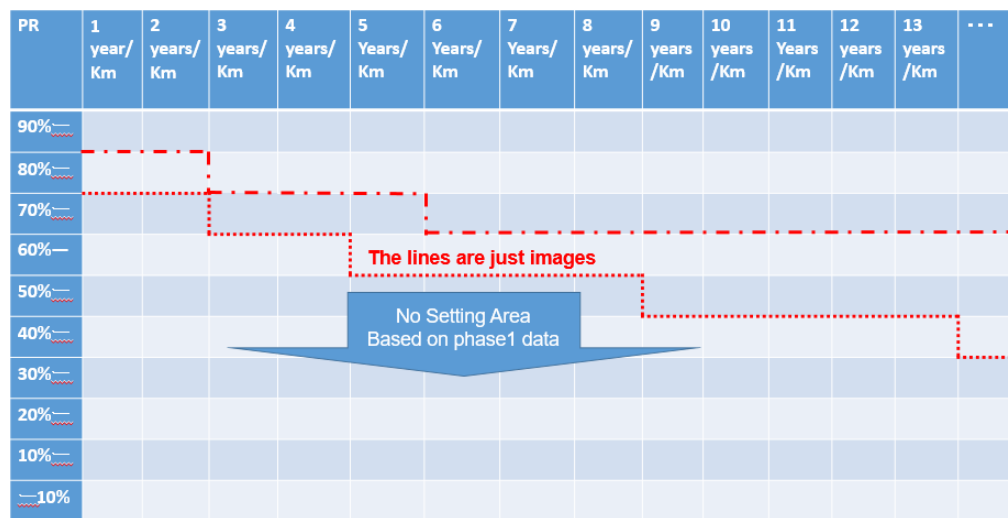 PR
1
year/
Km
2
years/
Km
3
years/
Km
4
years/
Km
5
Years/
Km
6
Years/
Km
7
Years/
Km
8
years/
Km
9
years
/Km
10
years
/Km
11
Years
/Km
12
years
/Km
13
years
/Km
---
90%—
80%—
70%—
60%—
The lines are just images
50%—
No Setting Area
Based on phase1 data
40%—
30%—
20%—
10%—
—10%